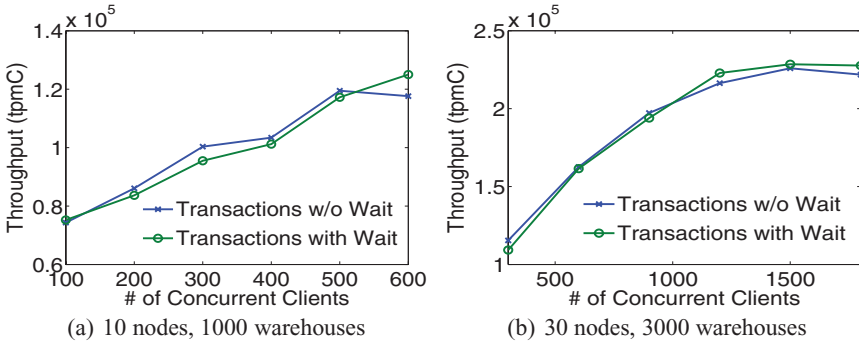 x 10^5
1.4
1.2
1
0.8
0.6
Throughput (tpmC)
Transactions w/o Wait
Transactions with Wait
100 200 300 400 500 600
# of Concurrent Clients
(a) 10 nodes, 1000 warehouses
x 10^5
2.5
2
1.5
1
Throughput (tpmC)
Transactions w/o Wait
Transactions with Wait
500 1000 1500
# of Concurrent Clients
(b) 30 nodes, 3000 warehouses